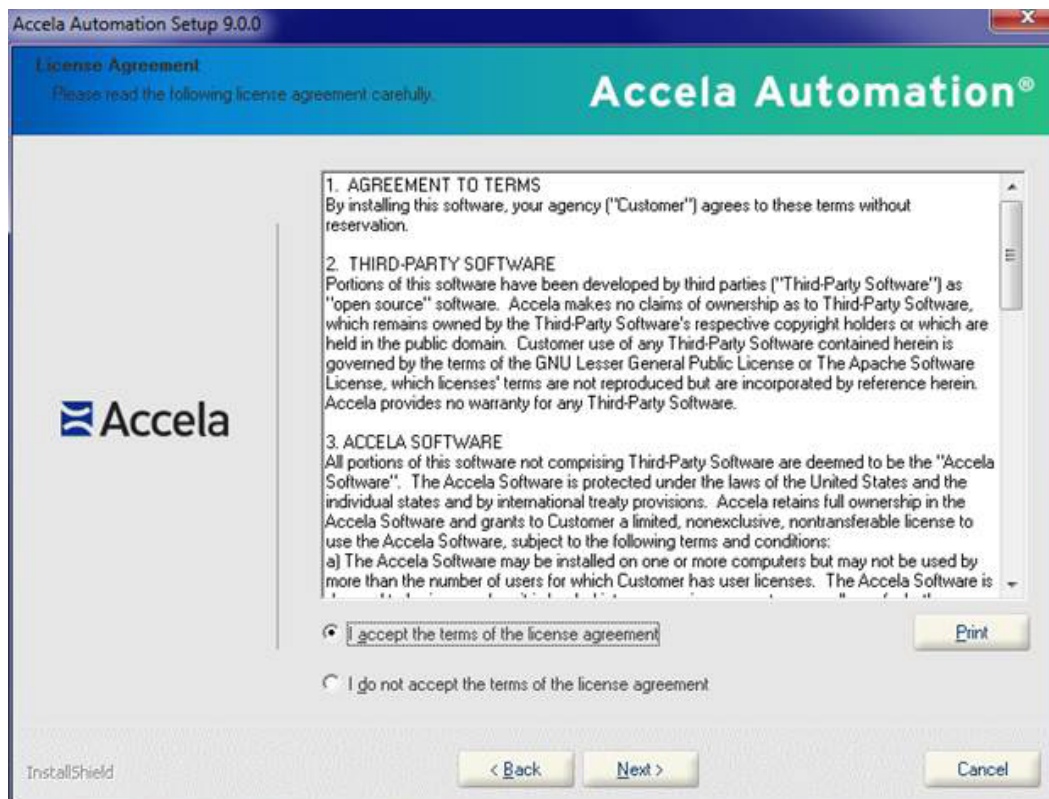 Accela Automation Setup 9.0.0
License Agreement
Please read the following license agreement carefully.
Accela Automation®
1. AGREEMENT TO TERMS
By installing this software, your agency ("Customer") agrees to these terms without
reservation.
2. THIRD-PARTY SOFTWARE
Portions of this software have been developed by third parties ("Third-Party Software") as
"open source" software. Accela makes no claims of ownership as to Third-Party Software,
which remains owned by the Third-Party Software's respective copyright holders or which are
held in the public domain. Customer use of any Third-Party Software contained herein is
governed by the terms of the GNU Lesser General Public License or The Apache Software
License, which licenses' terms are not reproduced but are incorporated by reference herein.
Accela provides no warranty for any Third-Party Software.
3. ACCELA SOFTWARE
All portions of this software not comprising Third-Party Software are deemed to be the "Accela
Software". The Accela Software is protected under the laws of the United States and the
individual states and by international treaty provisions. Accela retains full ownership in the
Accela Software and grants to Customer a limited, nonexclusive, nontransferable license to
use the Accela Software, subject to the following terms and conditions:
a) The Accela Software may be installed on one or more computers but may not be used by
more than the number of users for which Customer has user licenses. The Accela Software is
Accela
I accept the terms of the license agreement
Print
I do not accept the terms of the license agreement
InstallShield
< Back
Next >
Cancel